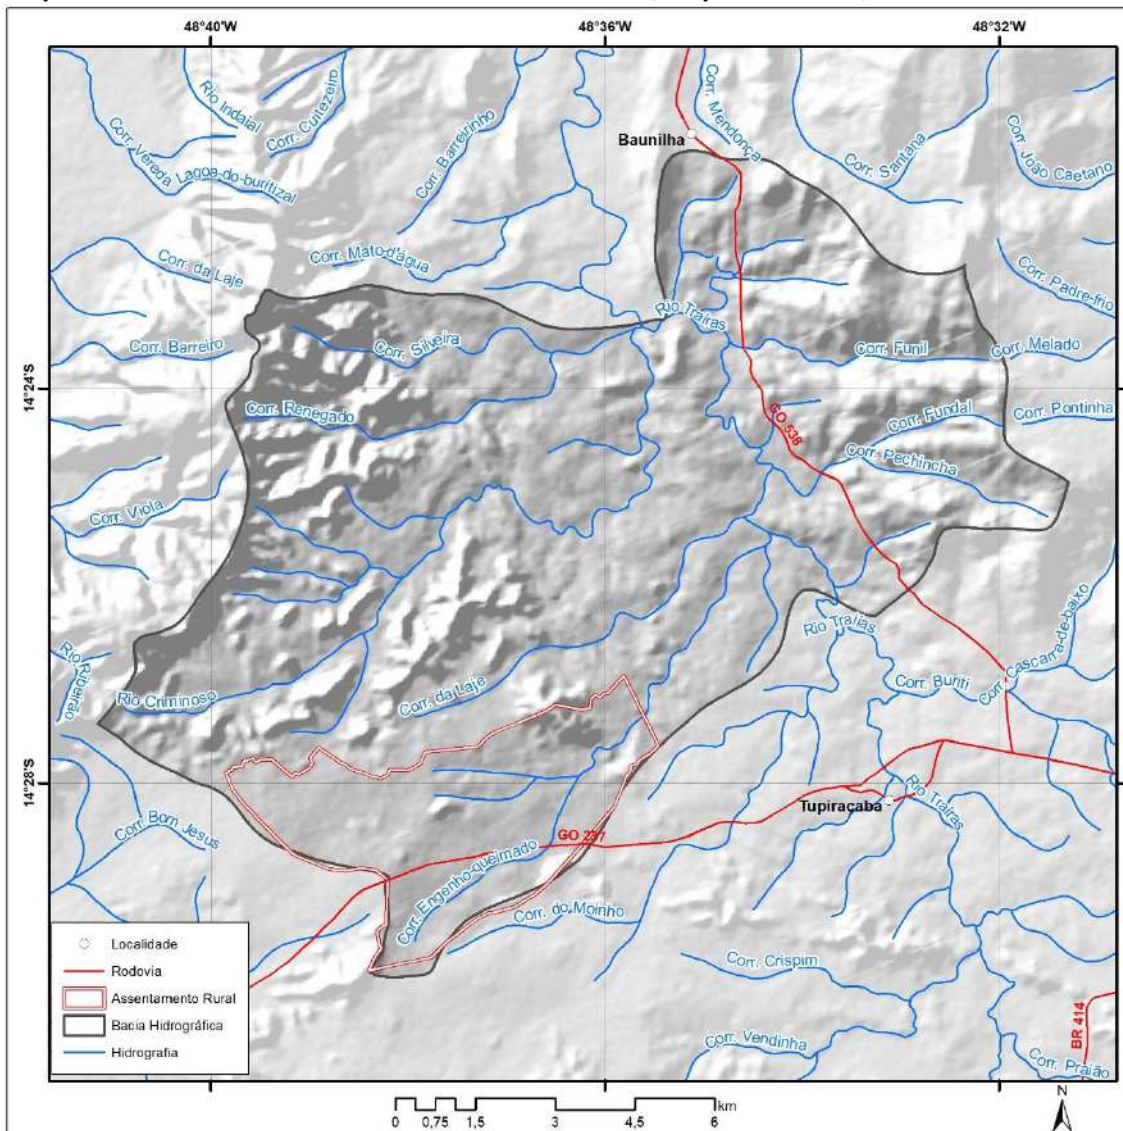 48°40'W
48°36'W
48°32'W
Corr. Mendonça
Rio Indaial
Corr. Cuitezeiro
Corr. Barreirinho
Baunilha
Corr. Vereda Lagoa-do-buritizal
Corr. Santana
Corr. João Caetano
Corr. Mato-d'água
Corr. da Laje
Corr. Padre-frio
Rio Traíras
Corr. Barreiro
Corr. Silveira
Corr. Funil
Corr. Melado
14°24'S
Corr. Renegado
GO 538
Corr. Fundal
Corr. Pontinha
Corr. Pechincha
Corr. Viola
Corr. Cascarra-de-baixo
Rio Traíras
Rio Ribeirão
Rio Criminoso
Corr. da Laje
Corr. Buriti
14°28'S
Rio Traíras
Tupiraçaba
Corr. Bom Jesus
GO 237
Corr. Engenho-queimado
Corr. do Moinho
Corr. Crispim
Corr. Vendinha
BR 414
Corr. Praião
Localidade
Rodovia
Assentamento Rural
Bacia Hidrográfica
Hidrografia
N
km
0 0,75 1,5 3 4,5 6